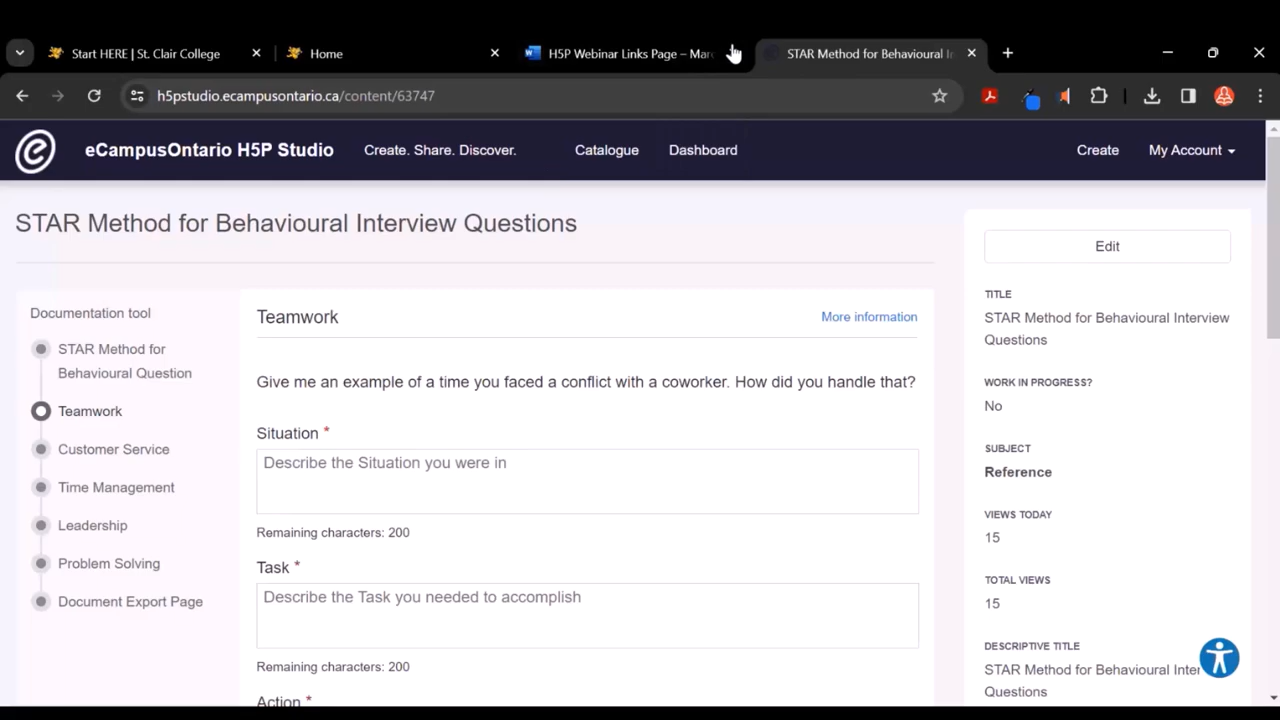 Start HERE | St. Clair College
Home
H5P Webinar Links Page – Marc
STAR Method for Behavioural In
h5pstudio.ecampusontario.ca/content/63747
eCampusOntario H5P Studio
Create. Share. Discover.
Catalogue
Dashboard
Create
My Account
STAR Method for Behavioural Interview Questions
Documentation tool
STAR Method for
Behavioural Question
Teamwork
Customer Service
Time Management
Leadership
Problem Solving
Document Export Page
Teamwork
More information
Give me an example of a time you faced a conflict with a coworker. How did you handle that?
Situation *
Describe the Situation you were in
Remaining characters: 200
Task *
Describe the Task you needed to accomplish
Remaining characters: 200
Action *
Edit
TITLE
STAR Method for Behavioural Interview
Questions
WORK IN PROGRESS?
No
SUBJECT
Reference
VIEWS TODAY
15
TOTAL VIEWS
15
DESCRIPTIVE TITLE
STAR Method for Behavioural Inter
Questions